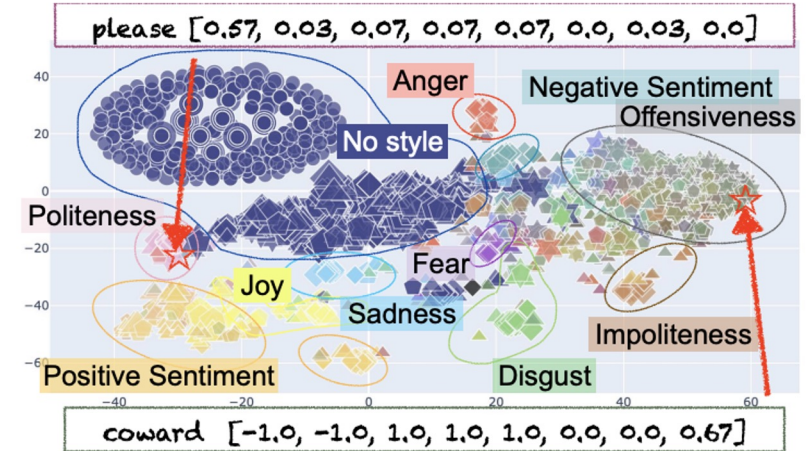 please [0.57, 0.03, 0.07, 0.07, 0.07, 0.0, 0.03, 0.0]
Anger
Negative Sentiment
Offensiveness
No style
Politeness
Fear
Joy
Sadness
Impoliteness
Positive Sentiment
Disgust
40
20
0
−20
−40
−60
−40
−20
0
20
40
60
coward [-1.0, -1.0, 1.0, 1.0, 1.0, 0.0, 0.0, 0.67]